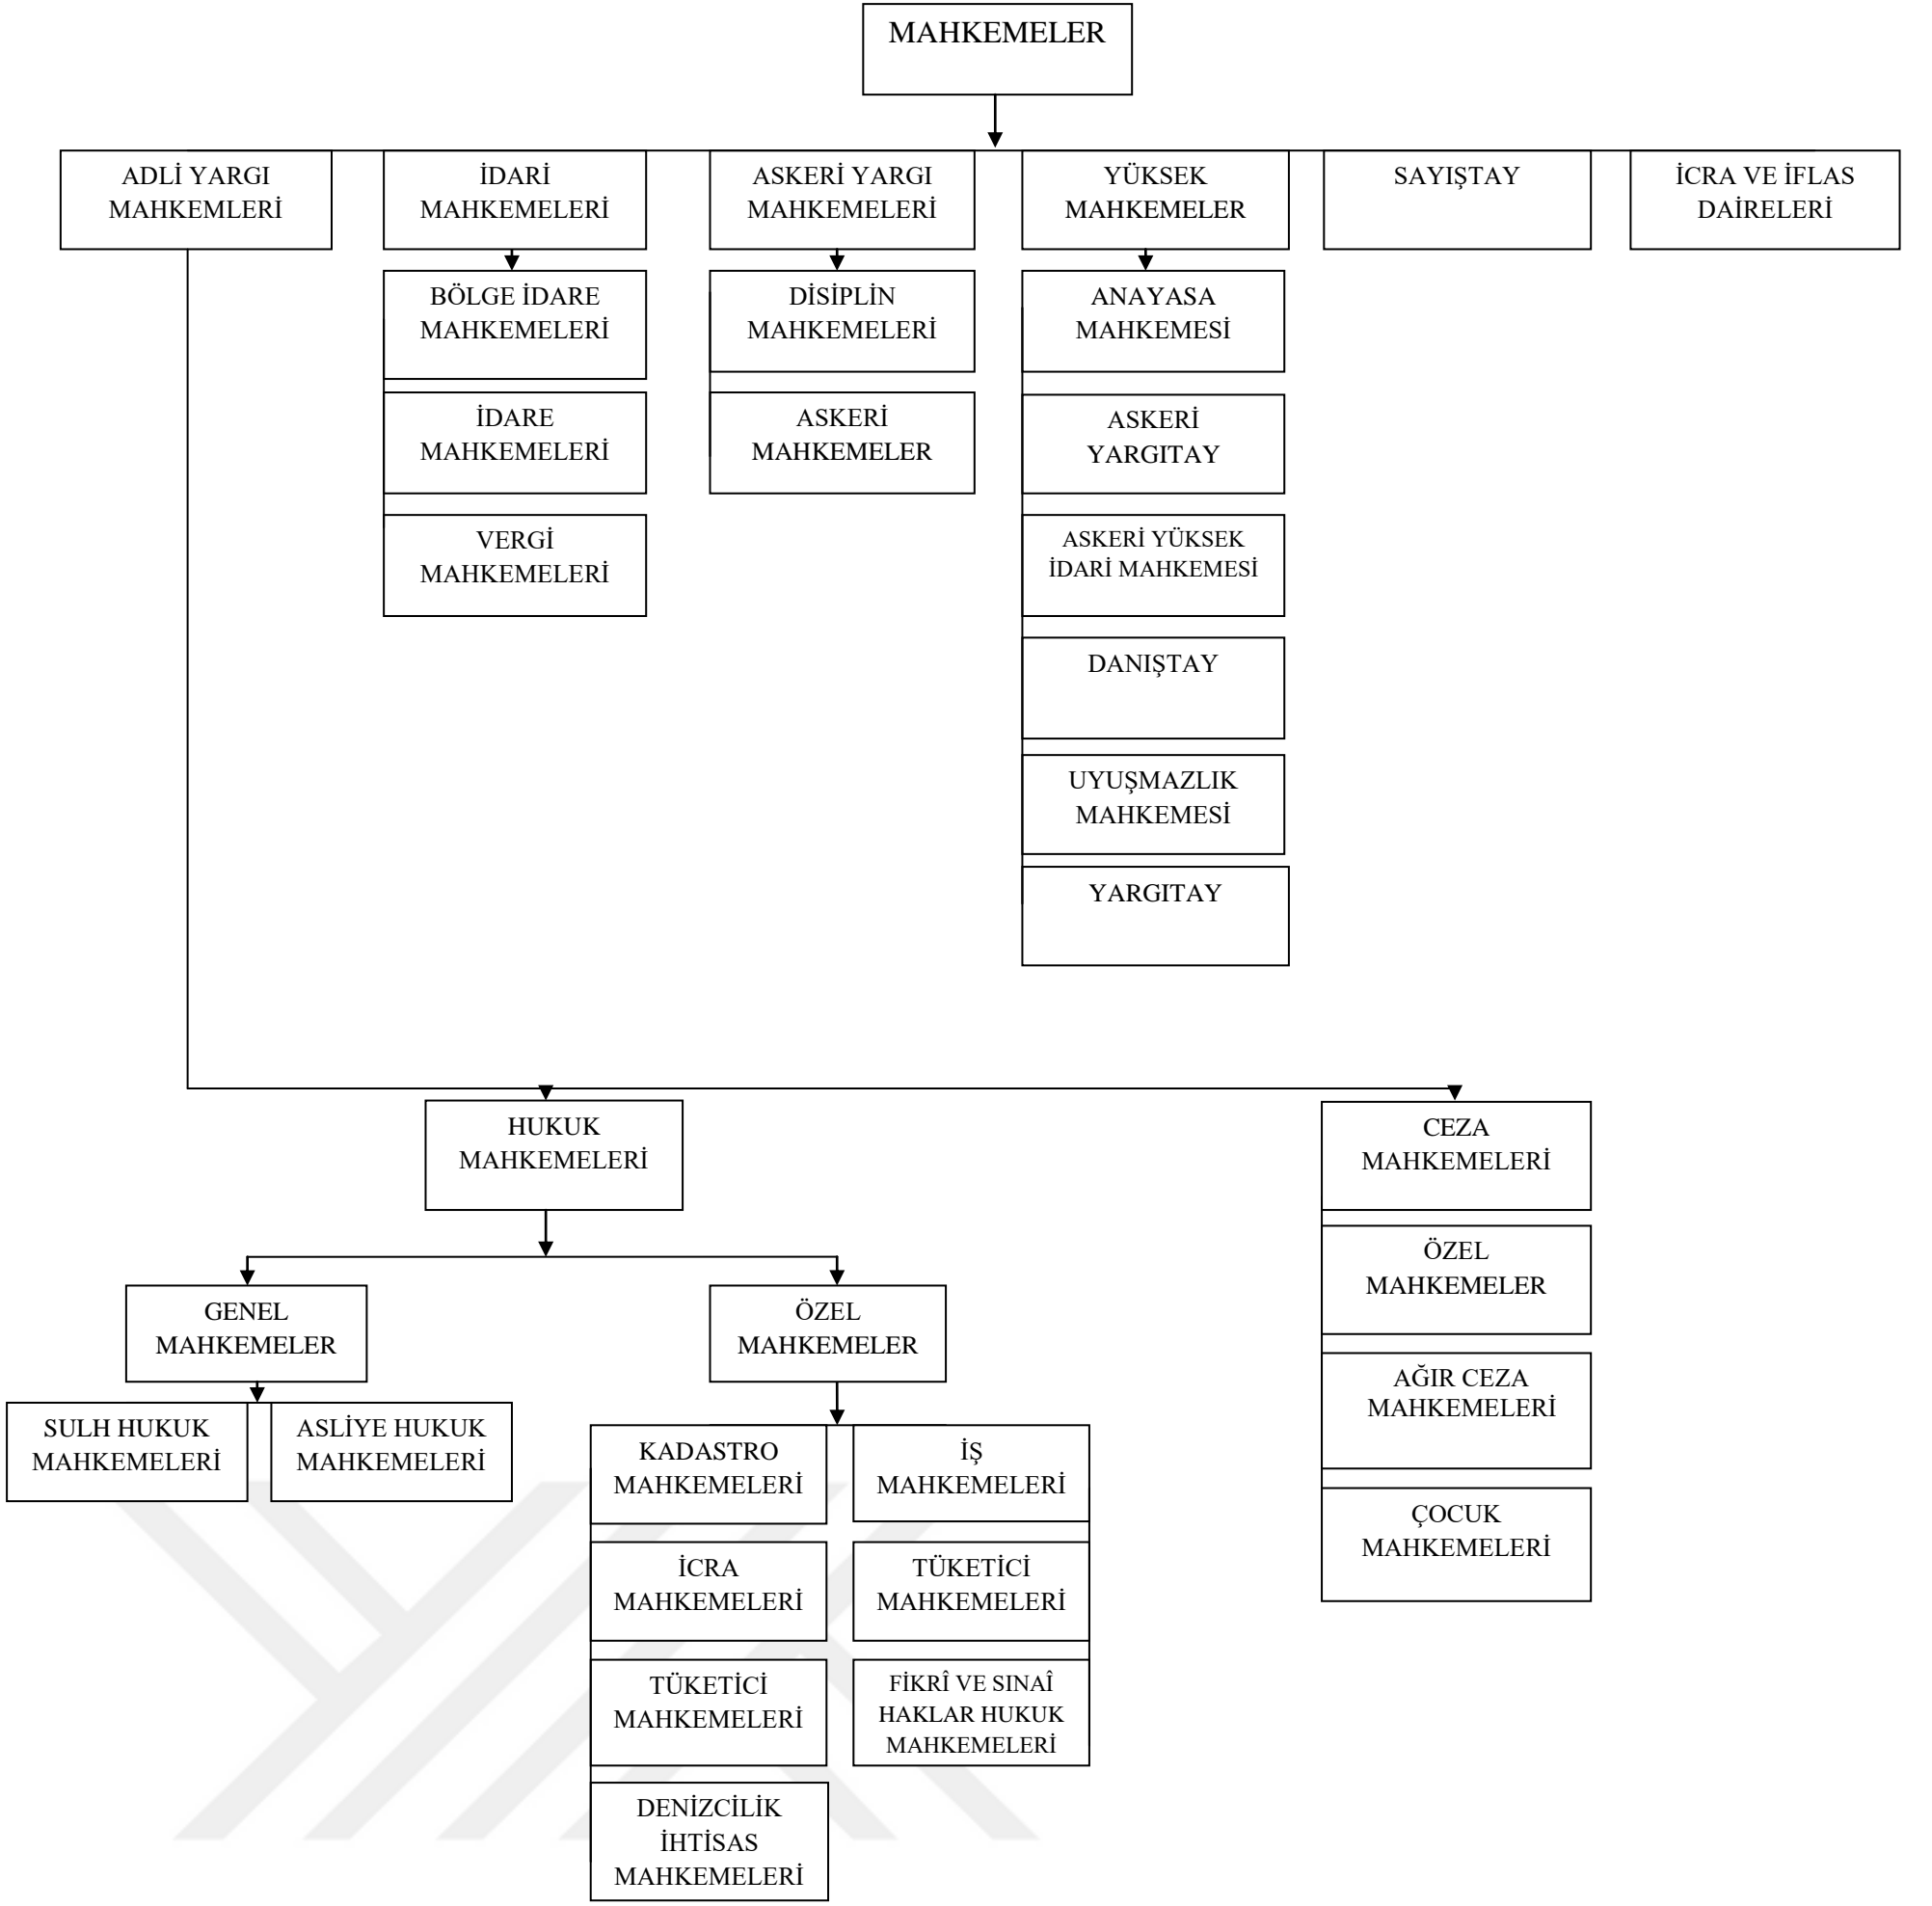 MAHKEMELER
ADLİ YARGI
MAHKEMLERİ
İDARİ
MAHKEMELERİ
ASKERİ YARGI
MAHKEMELERİ
YÜKSEK
MAHKEMELER
SAYIŞTAY
İCRA VE İFLAS
DAİRELERİ
BÖLGE İDARE
MAHKEMELERİ
İDARE
MAHKEMELERİ
VERGİ
MAHKEMELERİ
DİSİPLİN
MAHKEMELERİ
ASKERİ
MAHKEMELER
ANAYASA
MAHKEMESİ
ASKERİ
YARGITAY
ASKERİ YÜKSEK
İDARİ MAHKEMESİ
DANIŞTAY
UYUŞMAZLIK
MAHKEMESİ
YARGITAY
HUKUK
MAHKEMELERİ
GENEL
MAHKEMELER
SULH HUKUK
MAHKEMELERİ
ASLİYE HUKUK
MAHKEMELERİ
ÖZEL
MAHKEMELER
KADASTRO
MAHKEMELERİ
İŞ
MAHKEMELERİ
İCRA
MAHKEMELERİ
TÜKETİCİ
MAHKEMELERİ
TÜKETİCİ
MAHKEMELERİ
FİKRÎ VE SINAÎ
HAKLAR HUKUK
MAHKEMELERİ
DENİZCİLİK
İHTİSAS
MAHKEMELERİ
CEZA
MAHKEMELERİ
ÖZEL
MAHKEMELER
AĞIR CEZA
MAHKEMELERİ
ÇOCUK
MAHKEMELERİ